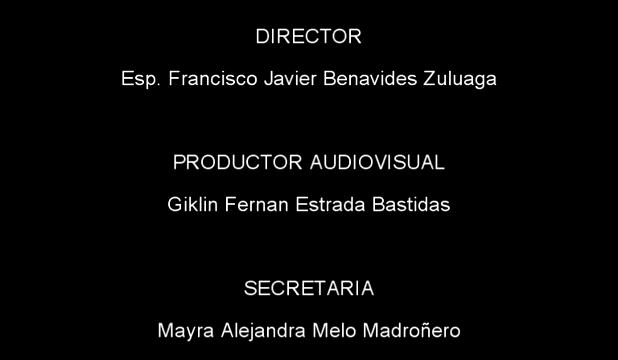 DIRECTOR
Esp. Francisco Javier Benavides Zuluaga
PRODUCTOR AUDIOVISUAL
Giklin Fernan Estrada Bastidas
SECRETARIA
Mayra Alejandra Melo Madroñero